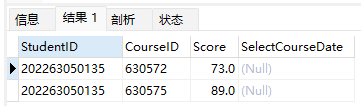 信息 结果 1 剖析 状态
StudentID CourseID Score SelectCourseDate
202263050135 630572 73.0 (Null)
202263050135 630575 89.0 (Null)